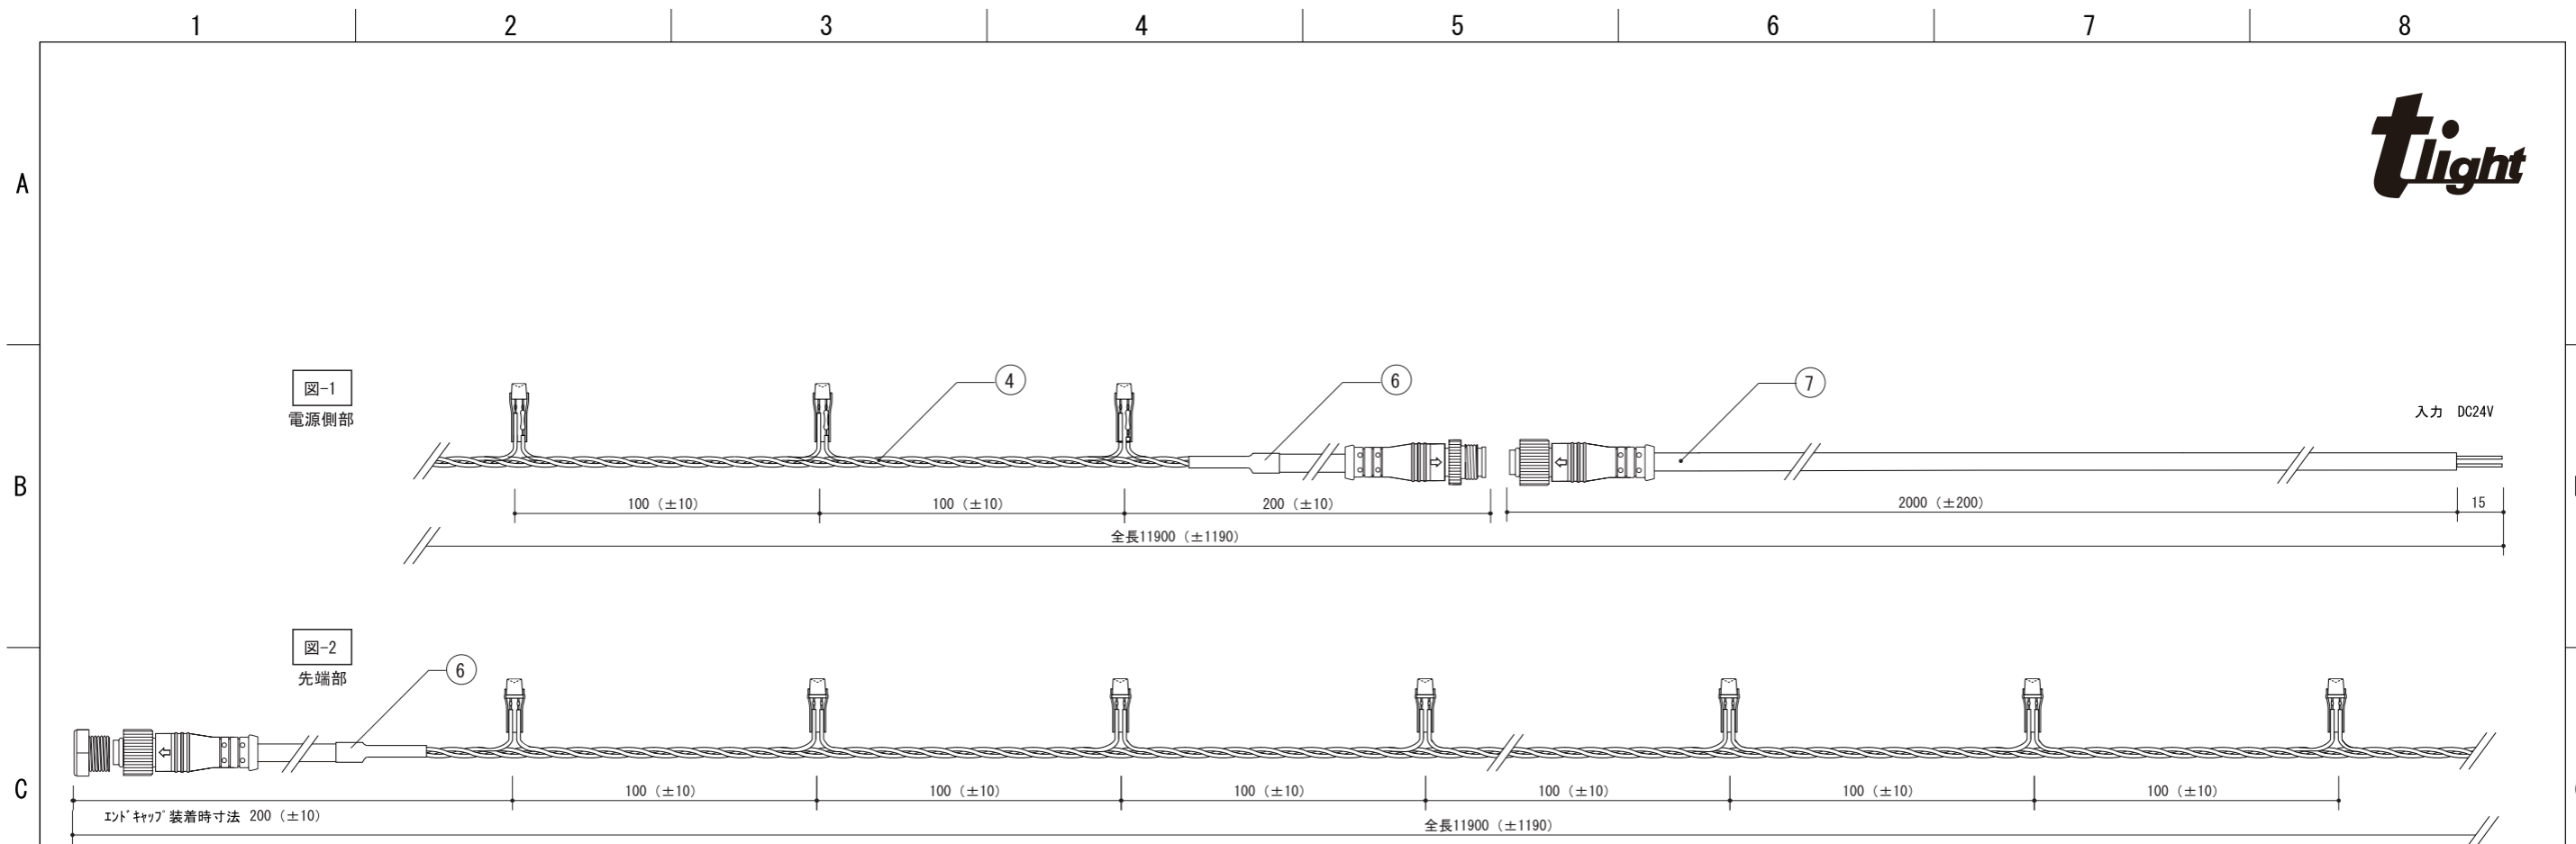 1 2 3 4 5 6 7 8
tlight
A
図-1
電源側部
4
6
7
入力 DC24V
B
100 (±10) 100 (±10) 200 (±10) 2000 (±200) 15
全長11900 (±1190)
図-2
先端部
6
C
100 (±10) 100 (±10) 100 (±10) 100 (±10) 100 (±10) 100 (±10)
エンドキャップ装着時寸法 200 (±10)
全長11900 (±1190)